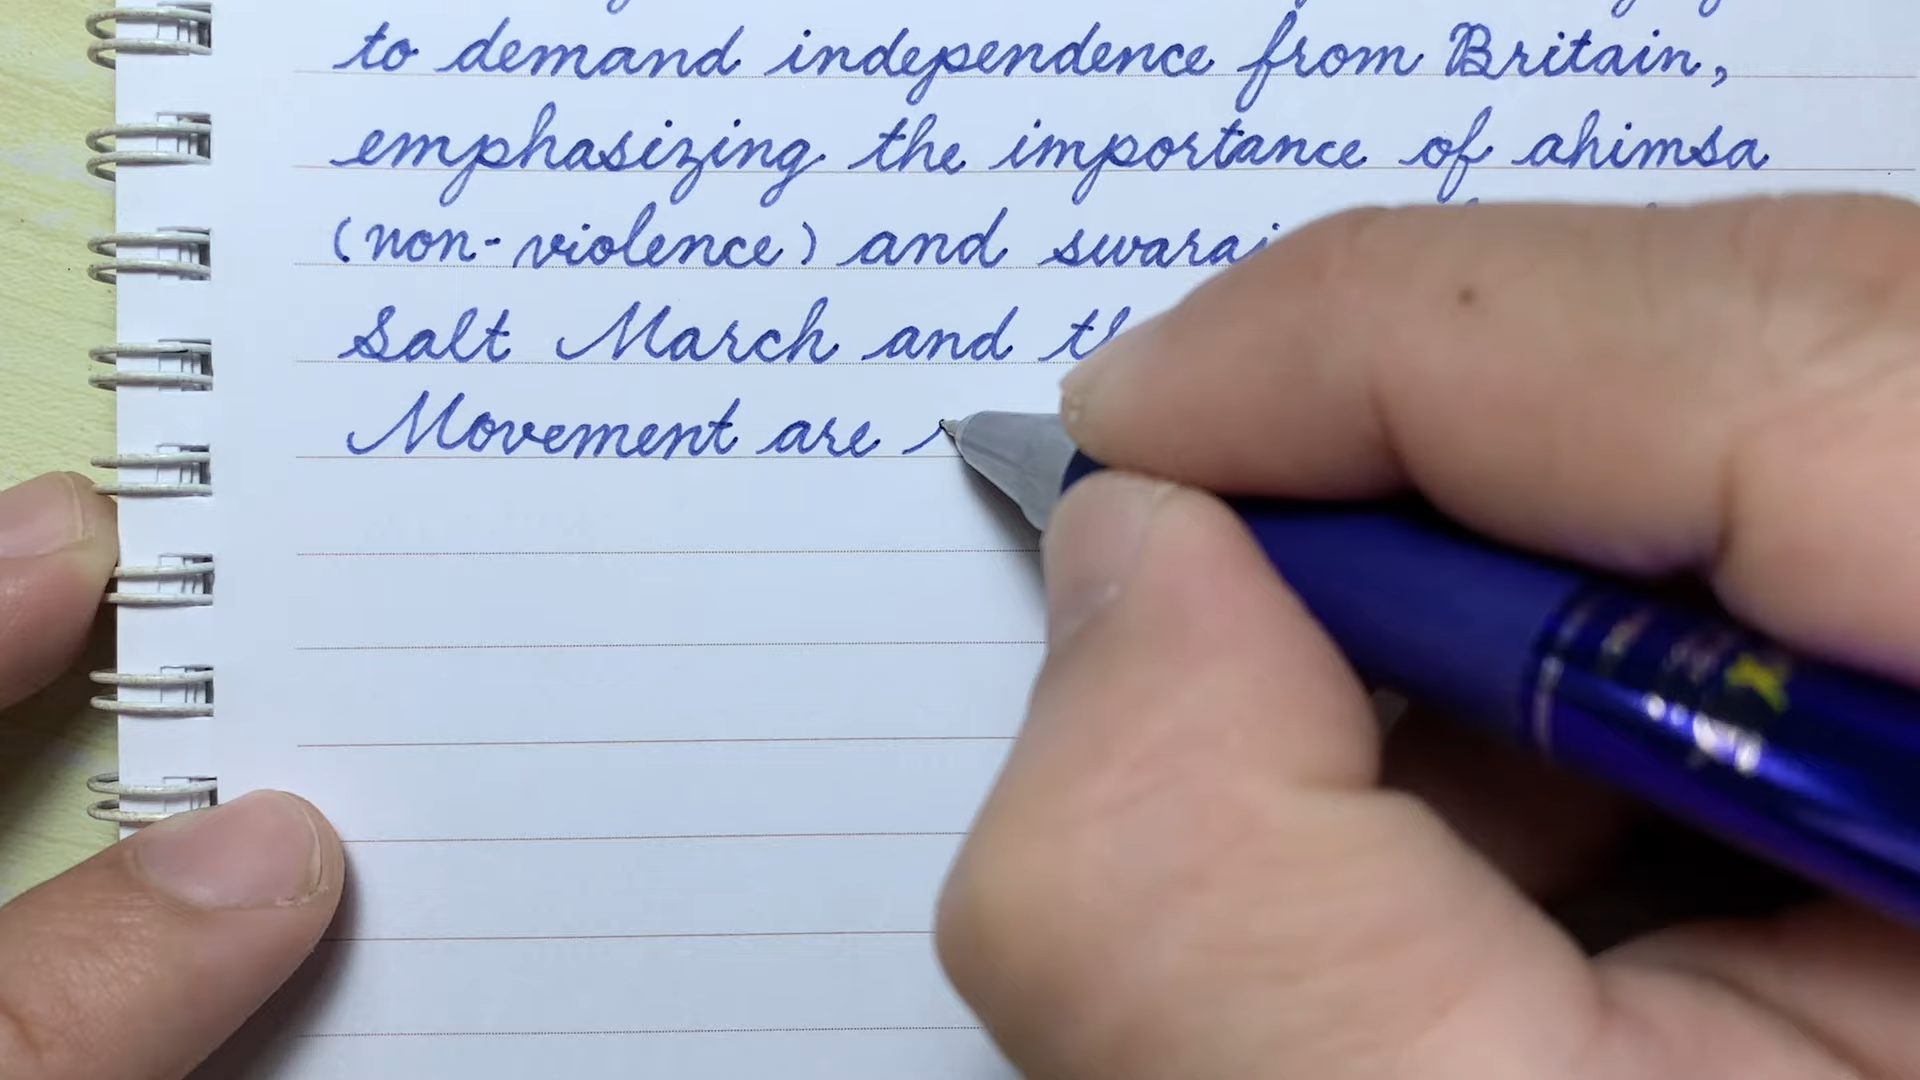 to demand independence from Britain,
emphasizing the importance of ahimsa
(non-violence) and
Salt March and
Movement are